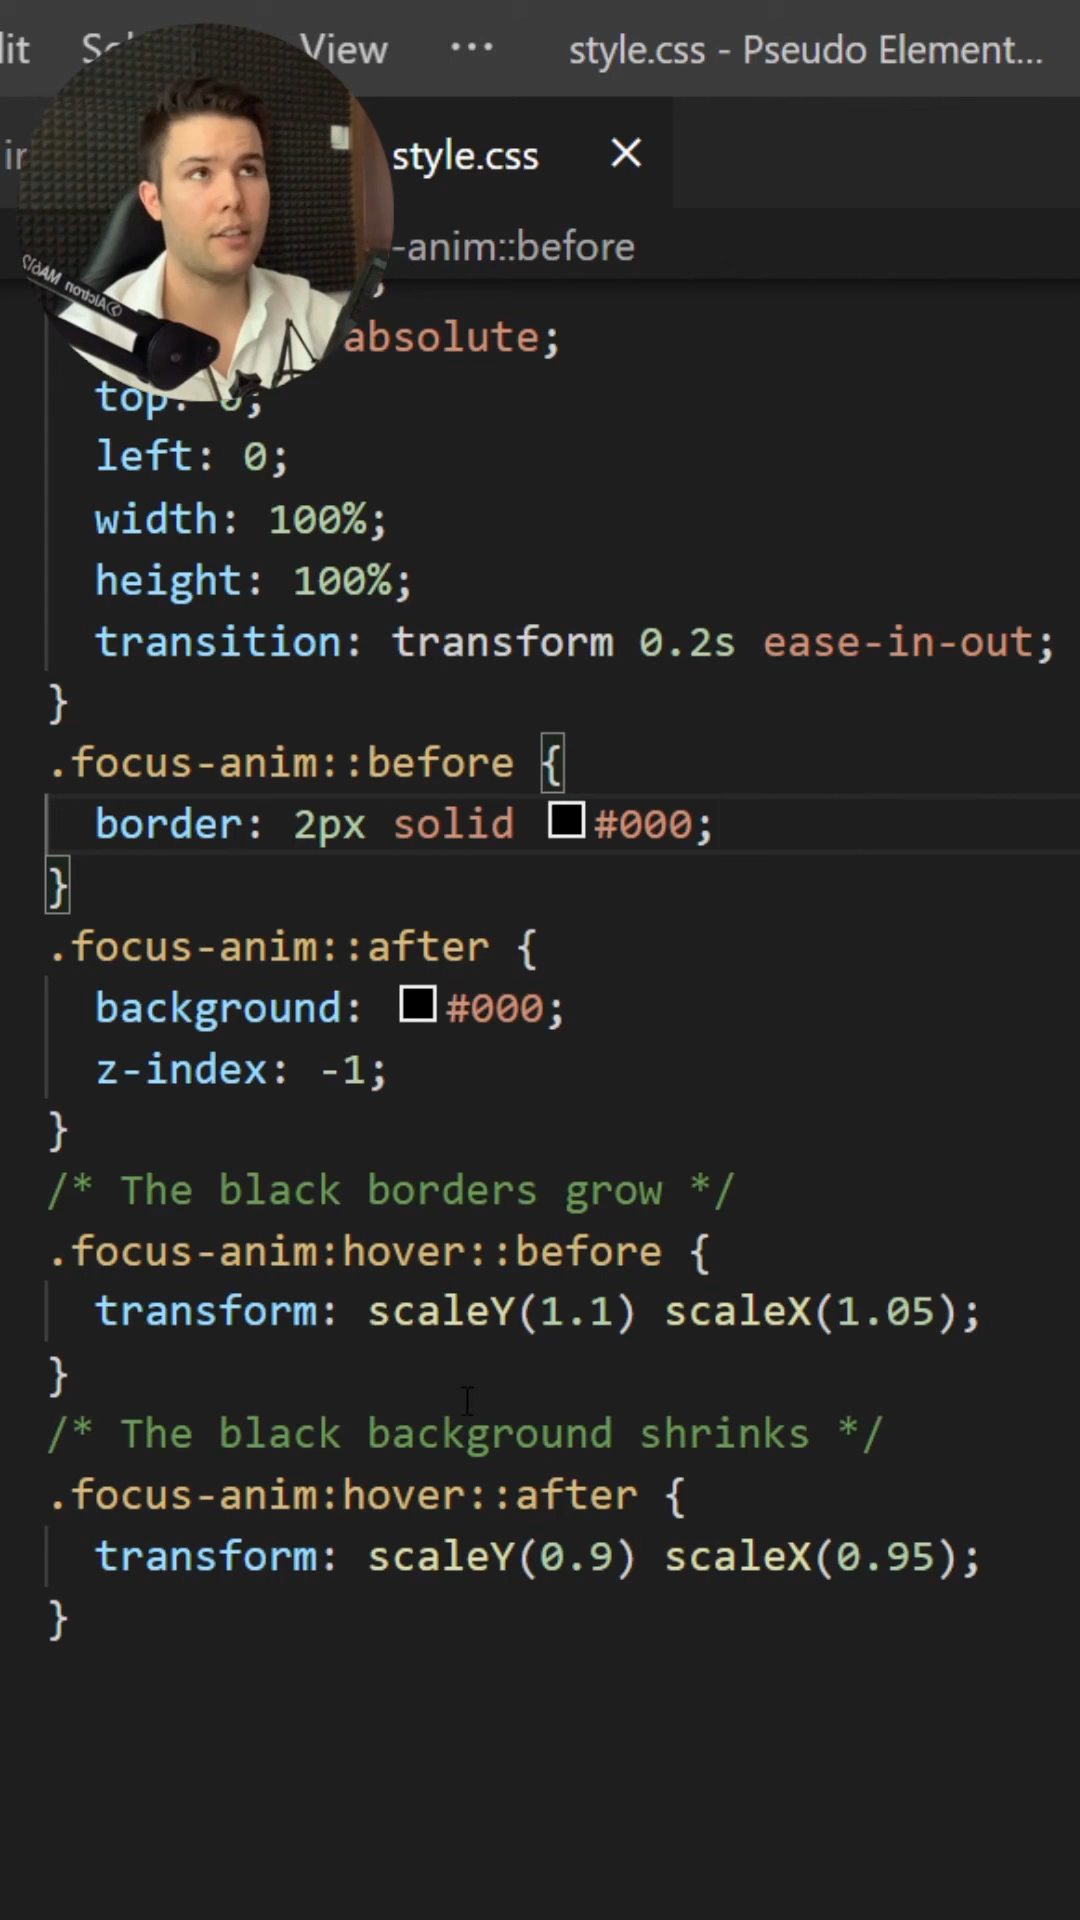 lit View ··· style.css - Pseudo Element...
style.css ×
-anim::before
absolute;
top: 0;
left: 0;
width: 100%;
height: 100%;
transition: transform 0.2s ease-in-out;
}
.focus-anim::before {
border: 2px solid #000;
}
.focus-anim::after {
background: #000;
z-index: -1;
}
/* The black borders grow */
.focus-anim:hover::before {
transform: scaleY(1.1) scaleX(1.05);
}
/* The black background shrinks */
.focus-anim:hover::after {
transform: scaleY(0.9) scaleX(0.95);
}